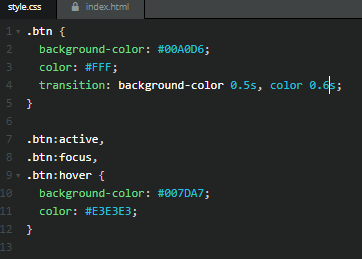 style.css index.html
1 .btn {
2 background-color: #00A0D6;
3 color: #FFF;
4 transition: background-color 0.5s, color 0.6s;
5 }
6
7 .btn:active,
8 .btn:focus,
9 .btn:hover {
10 background-color: #007DA7;
11 color: #E3E3E3;
12 }
13